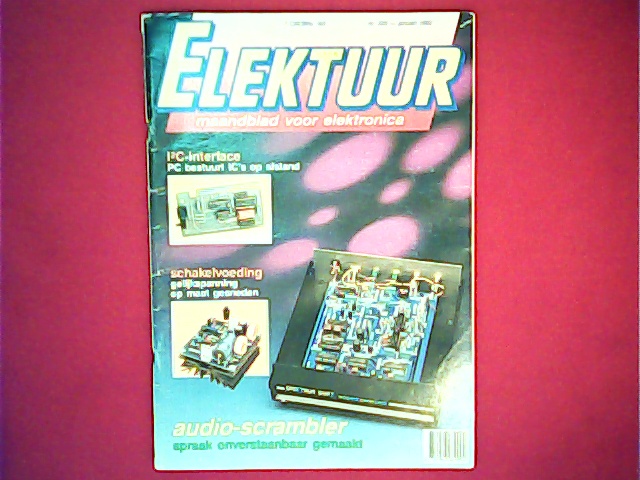 ELEKTUUR
maandblad voor elektronica
I²C-interface
PC bestuurt IC's op afstand
schakelvoeding
gelijkspanning
op maat gesneden
audio-scrambler
spraak onverstaanbaar gemaakt